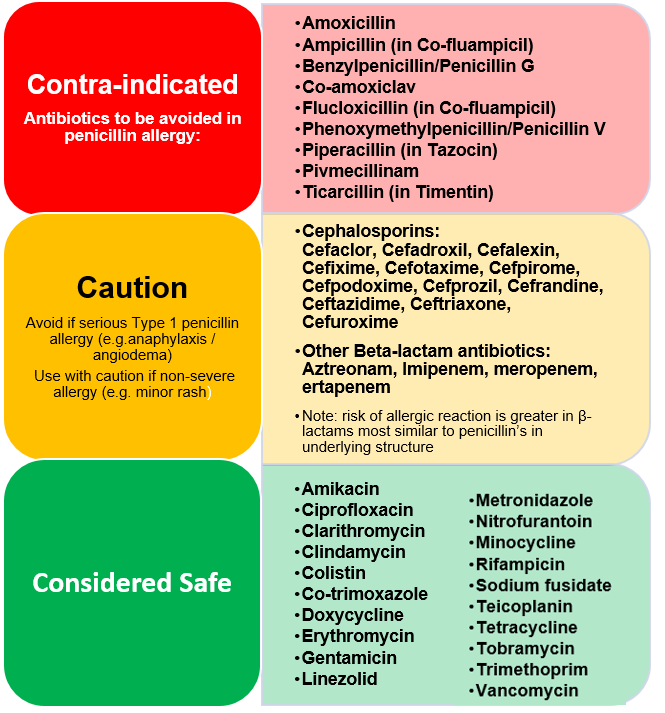 Contra-indicated
Antibiotics to be avoided in
penicillin allergy:
•Amoxicillin
•Ampicillin (in Co-fluampicil)
•Benzylpenicillin/Penicillin G
•Co-amoxiclav
•Flucloxicillin (in Co-fluampicil)
•Phenoxymethylpenicillin/Penicillin V
•Piperacillin (in Tazocin)
•Pivmecillinam
•Ticarcillin (in Timentin)
Caution
Avoid if serious Type 1 penicillin
allergy (e.g.anaphylaxis /
angiodema)
Use with caution if non-severe
allergy (e.g. minor rash)
•Cephalosporins:
Cefaclor, Cefadroxil, Cefalexin,
Cefixime, Cefotaxime, Cefpirome,
Cefpodoxime, Cefprozil, Cefrandine,
Ceftazidime, Ceftriaxone,
Cefuroxime
•Other Beta-lactam antibiotics:
Aztreonam, Imipenem, meropenem,
ertapenem
•Note: risk of allergic reaction is greater in β-
lactams most similar to penicillin’s in
underlying structure
Considered Safe
•Amikacin
•Ciprofloxacin
•Clarithromycin
•Clindamycin
•Colistin
•Co-trimoxazole
•Doxycycline
•Erythromycin
•Gentamicin
•Linezolid
•Metronidazole
•Nitrofurantoin
•Minocycline
•Rifampicin
•Sodium fusidate
•Teicoplanin
•Tetracycline
•Tobramycin
•Trimethoprim
•Vancomycin